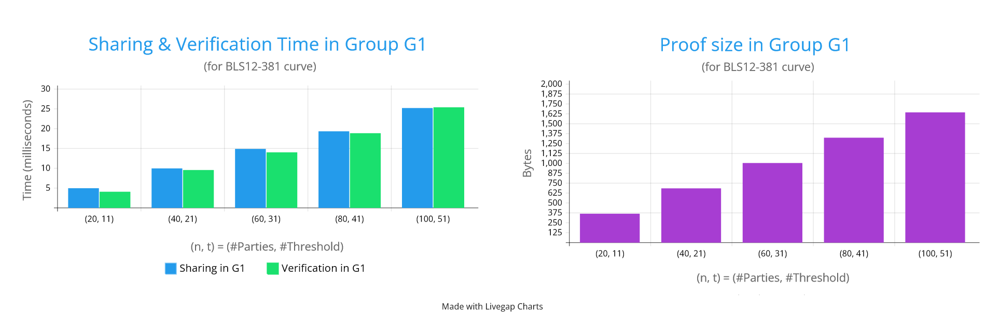 Sharing & Verification Time in Group G1
(for BLS12-381 curve)
Time (milliseconds)
30
25
20
15
10
5
(20, 11) (40, 21) (60, 31) (80, 41) (100, 51)
(n, t) = (#Parties, #Threshold)
Sharing in G1 Verification in G1
Proof size in Group G1
(for BLS12-381 curve)
Bytes
2,000
1,875
1,750
1,625
1,500
1,375
1,250
1,125
1,000
875
750
625
500
375
250
125
(20, 11) (40, 21) (60, 31) (80, 41) (100, 51)
(n, t) = (#Parties, #Threshold)
Made with Livegap Charts